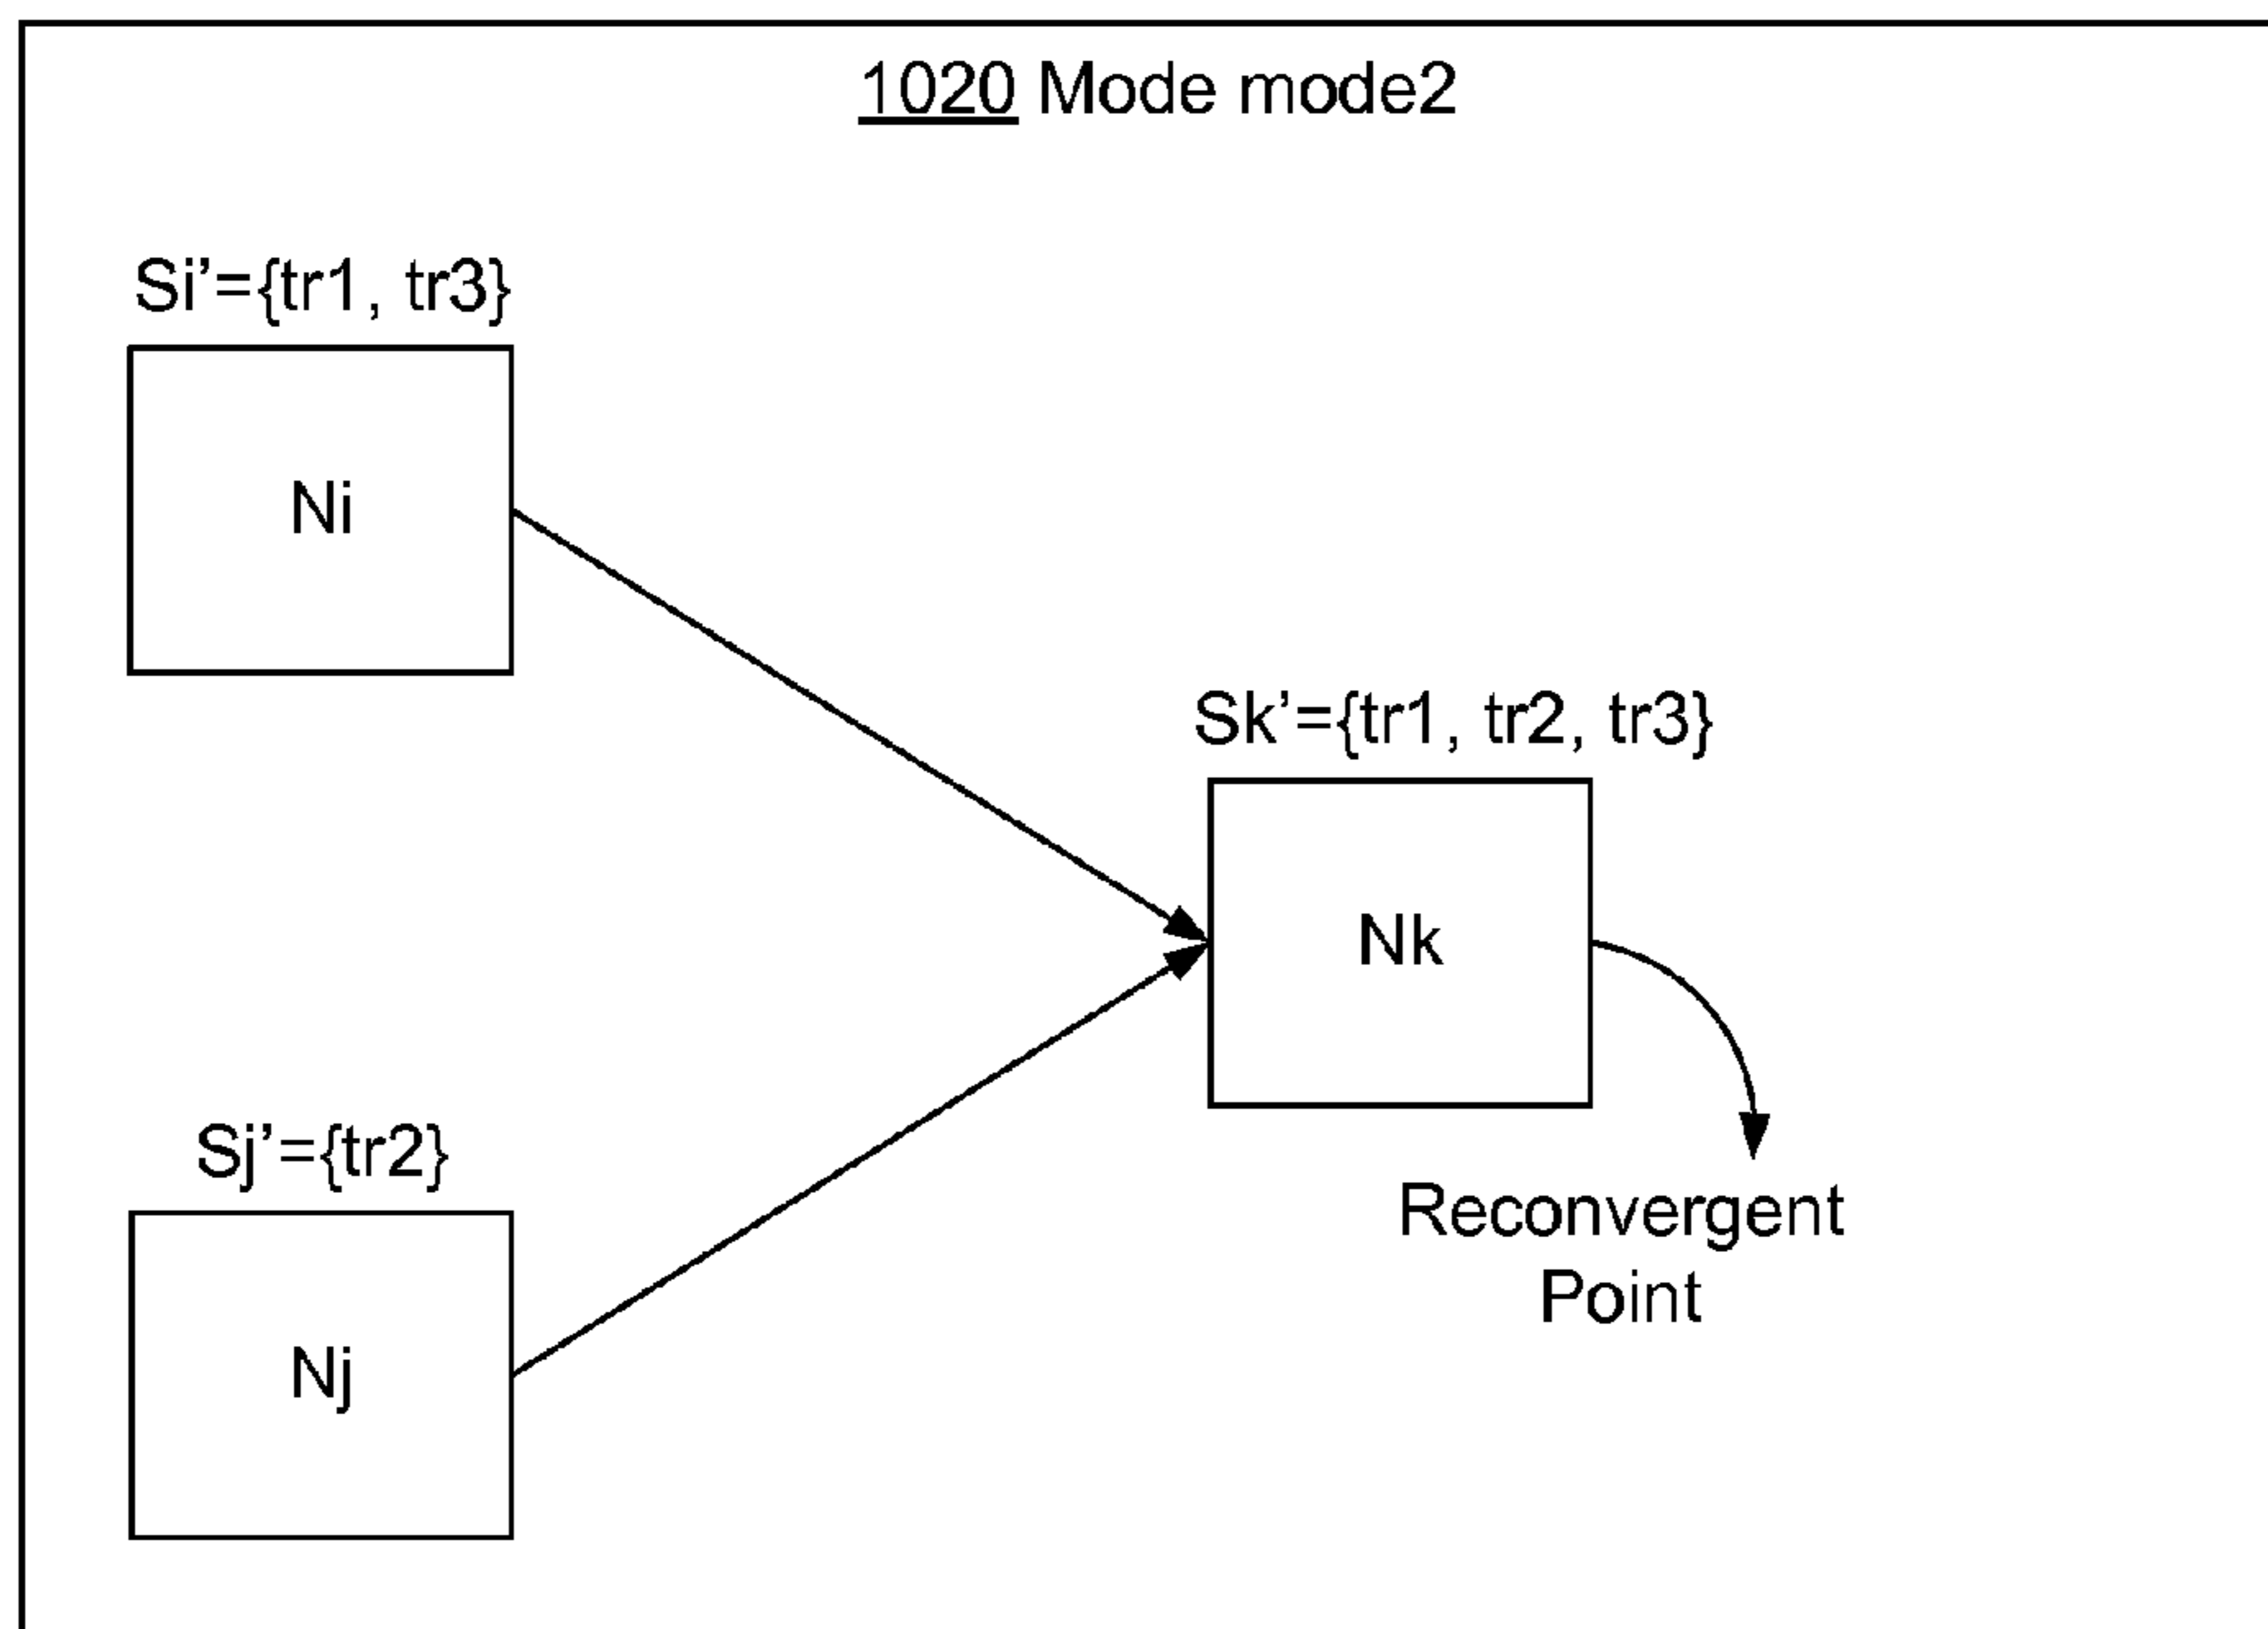 1020 Mode mode2
Si’={tr1, tr3}
Ni
Sk’={tr1, tr2, tr3}
Nk
Sj’={tr2}
Reconvergent
Point
Nj